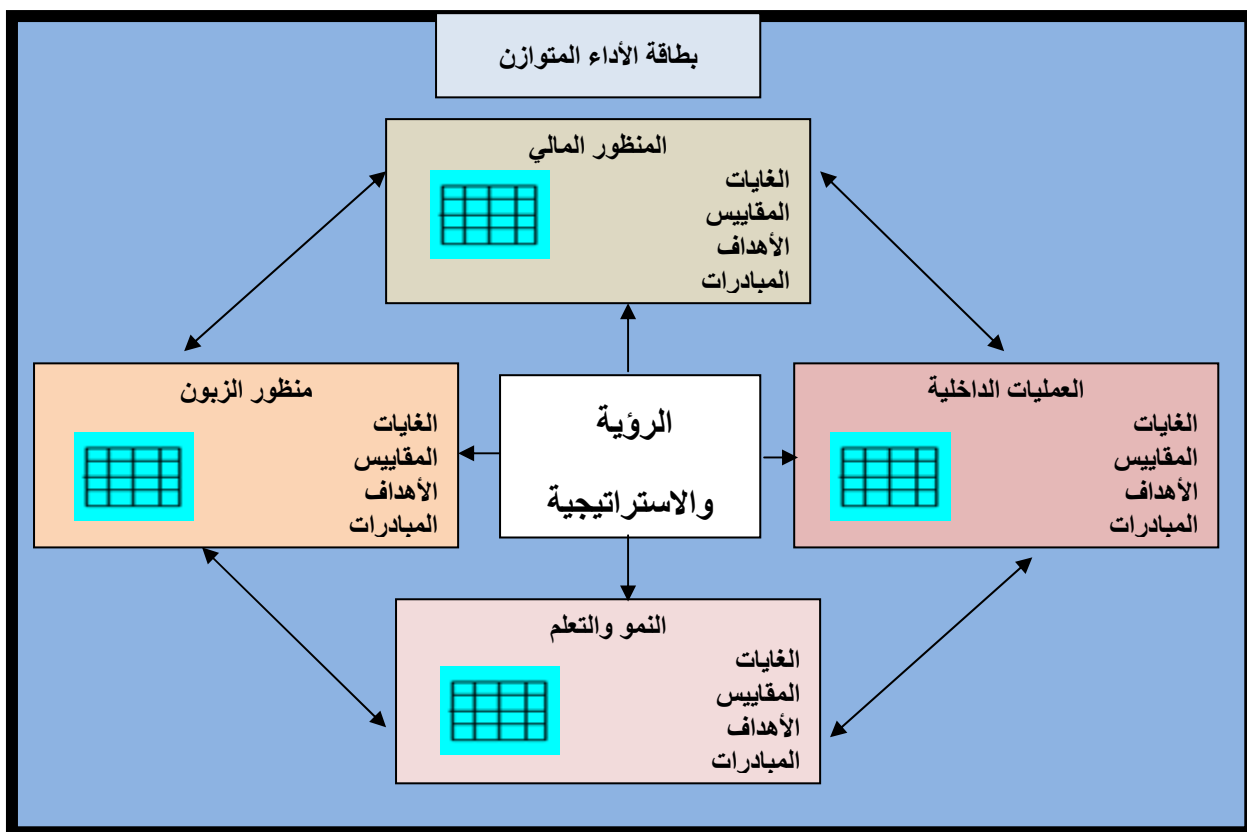 بطاقة الأداء المتوازن
المنظور المالي
الغايات
المقاييس
الأهداف
المبادرات
العمليات الداخلية
الغايات
المقاييس
الأهداف
المبادرات
الرؤية
والاستراتيجية
منظور الزبون
الغايات
المقاييس
الأهداف
المبادرات
النمو والتعلم
الغايات
المقاييس
الأهداف
المبادرات